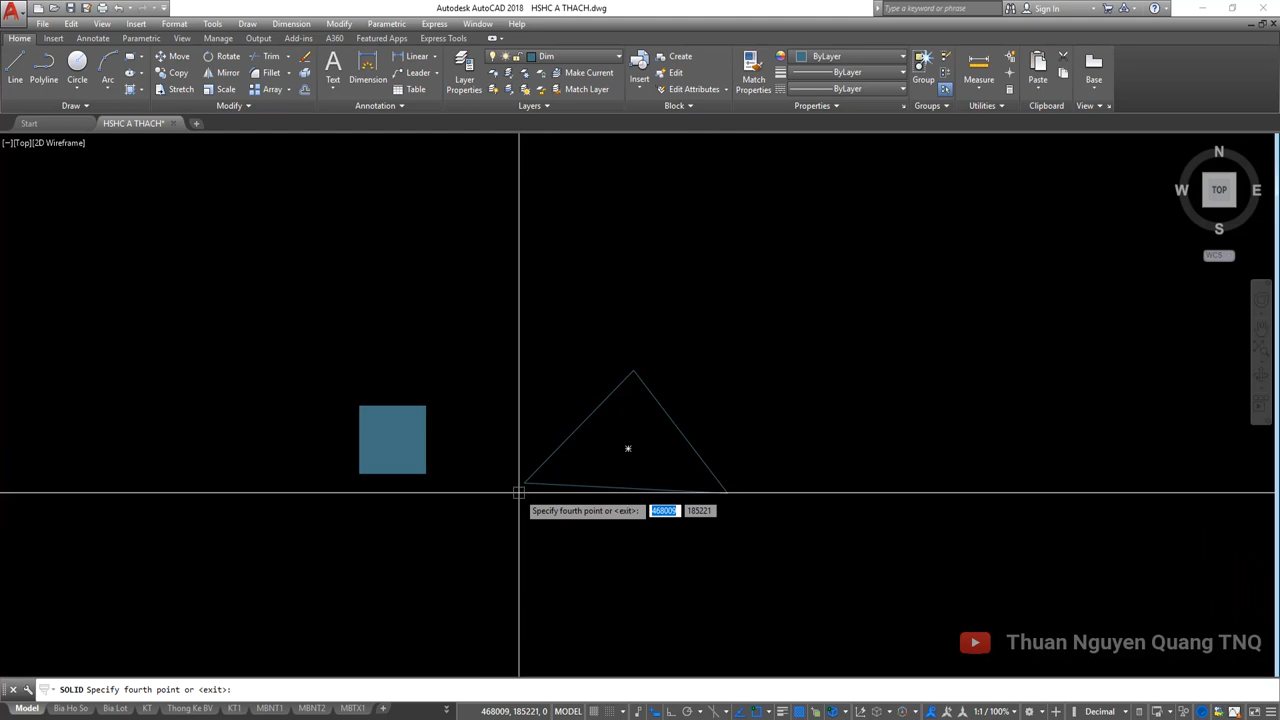 Autodesk AutoCAD 2018 HSHC A THACH.dwg
Type a keyword or phrase
Sign In
File Edit View Insert Format Tools Draw Dimension Modify Parametric Express Window Help
Home Insert Annotate Parametric View Manage Output Add-ins A360 Featured Apps Express Tools
Line Polyline Circle Arc
Move Rotate Trim
Copy Mirror Fillet
Stretch Scale Array
Text Dimension
Linear
Leader
Table
Layer Properties
Dim
Make Current
Match Layer
Insert
Create
Edit
Edit Attributes
Match Properties
ByLayer
ByLayer
ByLayer
Group Measure Paste Base
Draw Modify Annotation Layers Block Properties Groups Utilities Clipboard View
Start HSHC A THACH*
[−][Top][2D Wireframe]
N
W TOP E
S
WCS
Specify fourth point or <exit>: 468009 185221
Thuan Nguyen Quang TNQ
SOLID Specify fourth point or <exit>:
Model Bia Ho So Bia Lot KT Thong Ke BV KT1 MBNT1 MBNT2 MBTX1
468009, 185221, 0 MODEL 1:1 / 100% Decimal